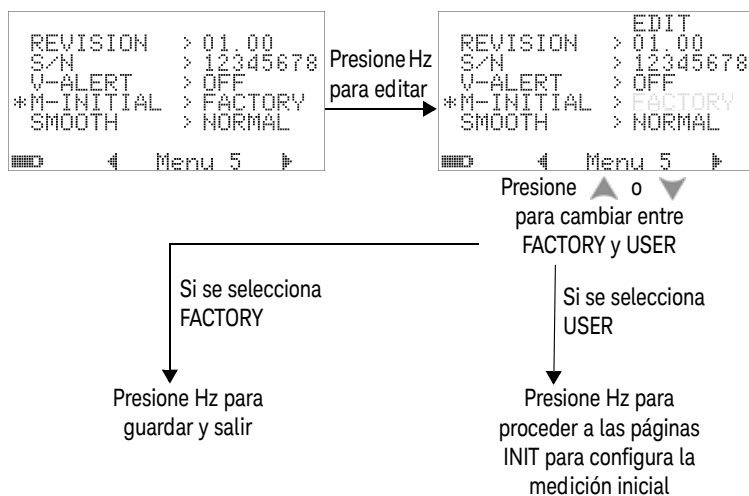 REVISION > 01.00
S/N > 12345678
V-ALERT > OFF
*M-INITIAL > FACTORY
SMOOTH > NORMAL
Menu 5
Presione Hz
para editar
EDIT
REVISION > 01.00
S/N > 12345678
V-ALERT > OFF
*M-INITIAL > FACTORY
SMOOTH > NORMAL
Menu 5
Presione o
para cambiar entre
FACTORY y USER
Si se selecciona
FACTORY
Presione Hz para
guardar y salir
Si se selecciona
USER
Presione Hz para
proceder a las páginas
INIT para configura la
medición inicial